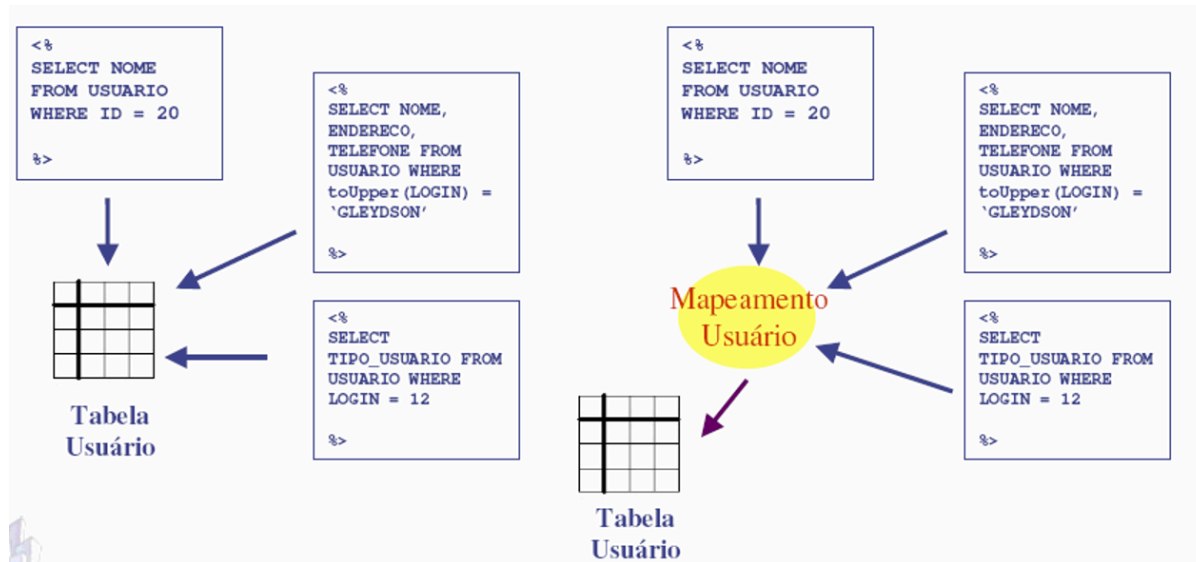 <%
SELECT NOME
FROM USUARIO
WHERE ID = 20
%>
<%
SELECT NOME,
ENDERECO,
TELEFONE FROM
USUARIO WHERE
toUpper(LOGIN) =
‘GLEYDSON’
%>
<%
SELECT
TIPO_USUARIO FROM
USUARIO WHERE
LOGIN = 12
%>
Tabela
Usuário
<%
SELECT NOME
FROM USUARIO
WHERE ID = 20
%>
<%
SELECT NOME,
ENDERECO,
TELEFONE FROM
USUARIO WHERE
toUpper(LOGIN) =
‘GLEYDSON’
%>
Mapeamento
Usuário
<%
SELECT
TIPO_USUARIO FROM
USUARIO WHERE
LOGIN = 12
%>
Tabela
Usuário